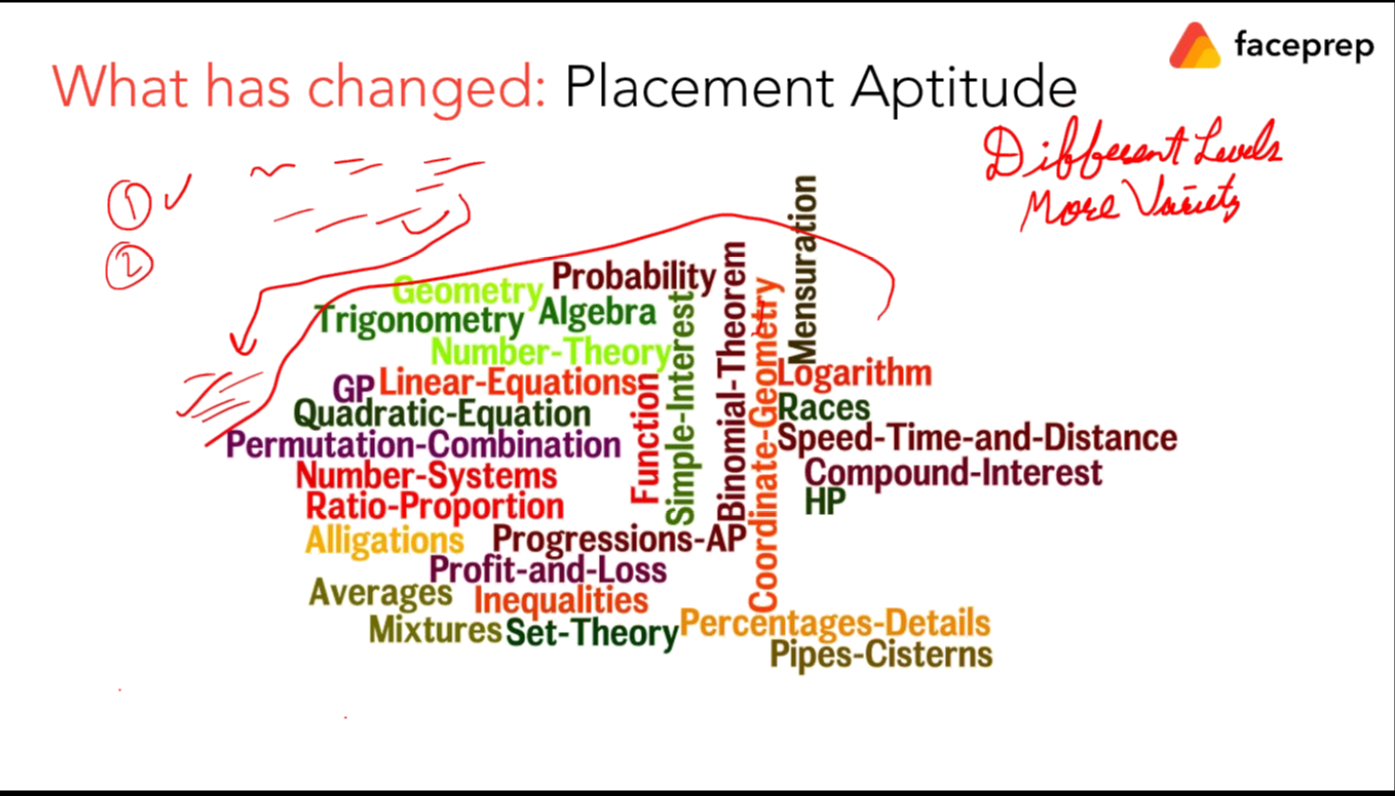 faceprep
What has changed: Placement Aptitude
Different Levels
More Variety
① ✓
②
Mensuration
Probability
Geometry
Trigonometry
Algebra
Number-Theory
Simple-Interest
Binomial-Theorem
Coordinate-Geometry
GP
Linear-Equations
Function
Logarithm
Quadratic-Equation
Races
Permutation-Combination
Speed-Time-and-Distance
Number-Systems
Compound-Interest
Ratio-Proportion
HP
Alligations
Progressions-AP
Profit-and-Loss
Averages
Inequalities
Mixtures
Set-Theory
Percentages-Details
Pipes-Cisterns